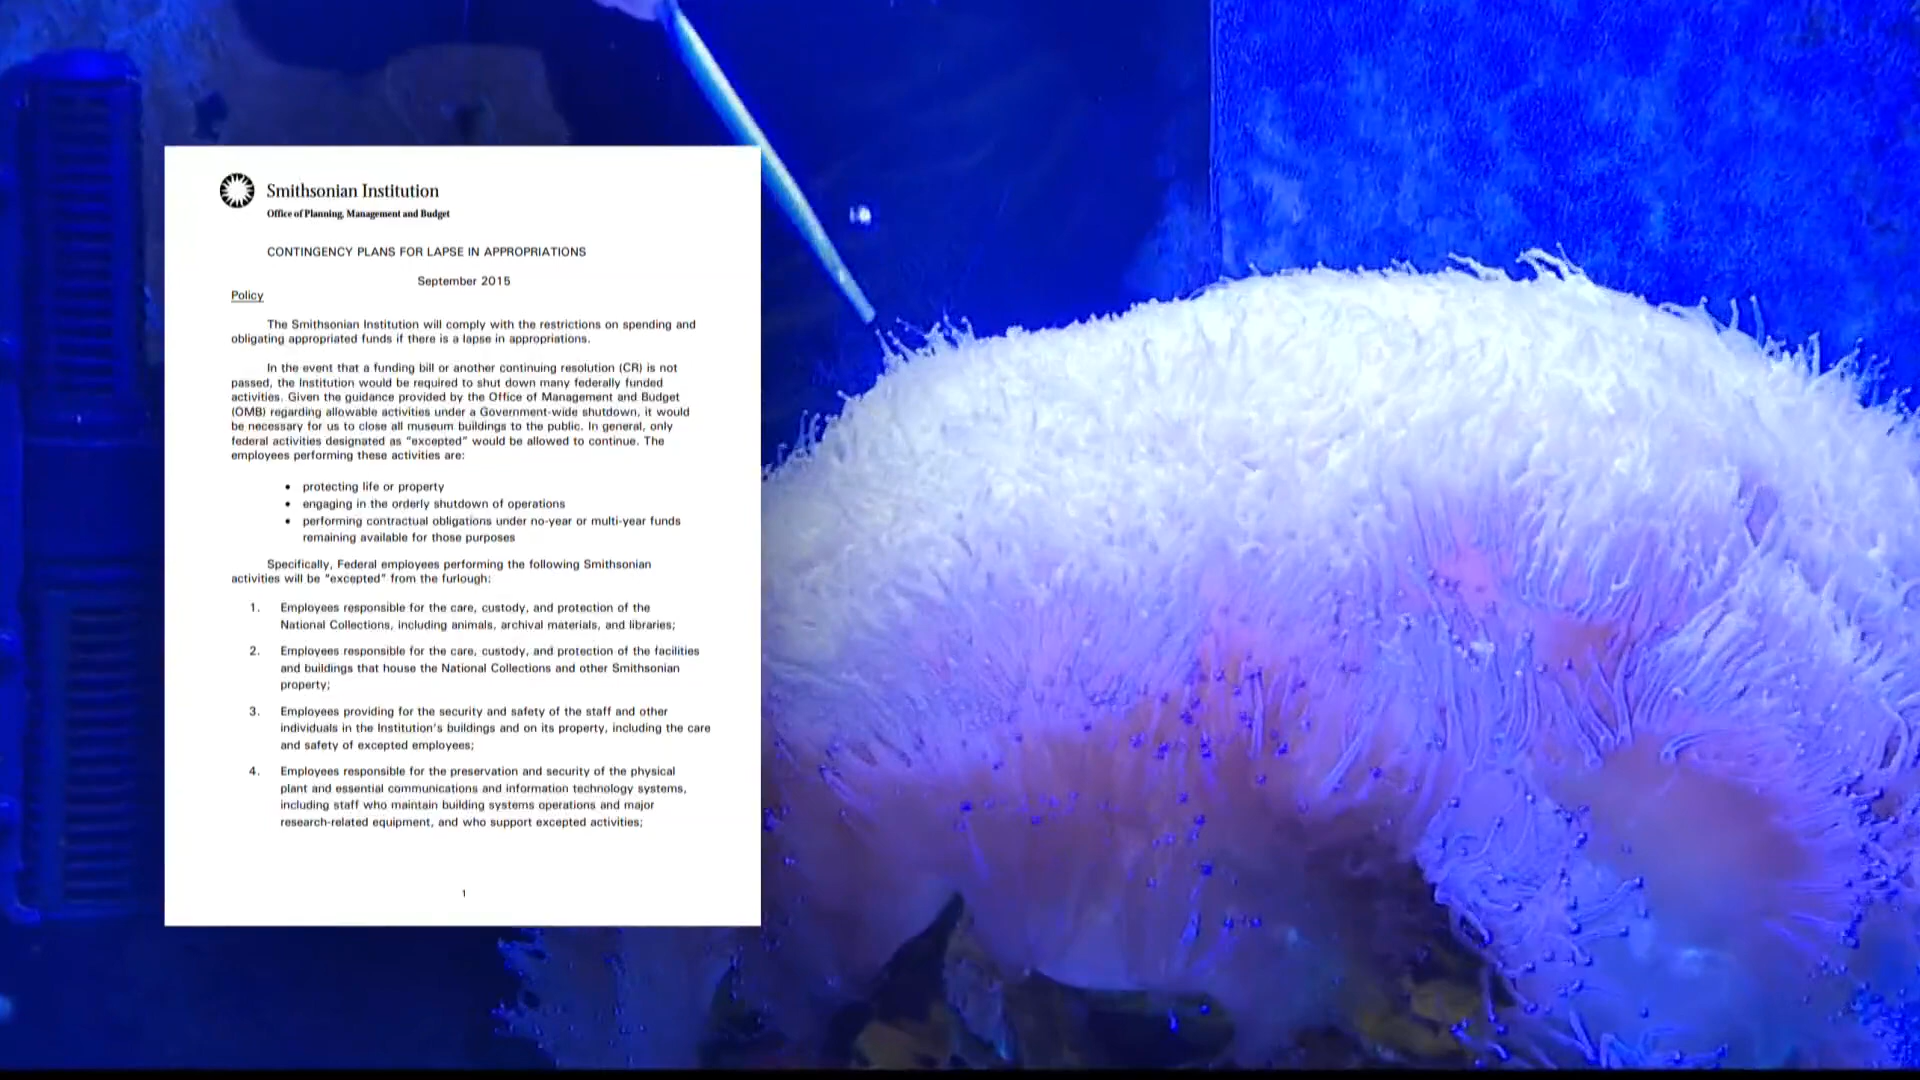 Smithsonian Institution
Office of Planning, Management and Budget
CONTINGENCY PLANS FOR LAPSE IN APPROPRIATIONS
September 2015
Policy
The Smithsonian Institution will comply with the restrictions on spending and
obligating appropriated funds if there is a lapse in appropriations.
In the event that a funding bill or another continuing resolution (CR) is not
passed, the Institution would be required to shut down many federally funded
activities. Given the guidance provided by the Office of Management and Budget
(OMB) regarding allowable activities under a Government-wide shutdown, it would
be necessary for us to close all museum buildings to the public. In general, only
federal activities designated as "excepted" would be allowed to continue. The
employees performing these activities are:
• protecting life or property
• engaging in the orderly shutdown of operations
• performing contractual obligations under no-year or multi-year funds
remaining available for those purposes
Specifically, Federal employees performing the following Smithsonian
activities will be "excepted" from the furlough:
1. Employees responsible for the care, custody, and protection of the
National Collections, including animals, archival materials, and libraries;
2. Employees responsible for the care, custody, and protection of the facilities
and buildings that house the National Collections and other Smithsonian
property;
3. Employees providing for the security and safety of the staff and other
individuals in the Institution's buildings and on its property, including the care
and safety of excepted employees;
4. Employees responsible for the preservation and security of the physical
plant and essential communications and information technology systems,
including staff who maintain building systems operations and major
research-related equipment, and who support excepted activities;
1